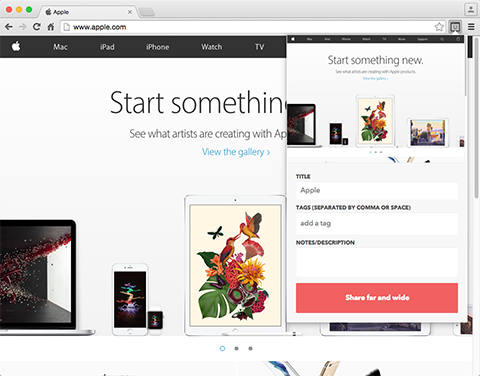 Apple
www.apple.com
Mac iPad iPhone Watch TV
Start something
See what artists are creating with Ap
View the gallery ›
Start something new.
See what artists are creating with Apple products.
View the gallery ›
TITLE
Apple
TAGS (SEPARATED BY COMMA OR SPACE)
add a tag
NOTES/DESCRIPTION
Share far and wide